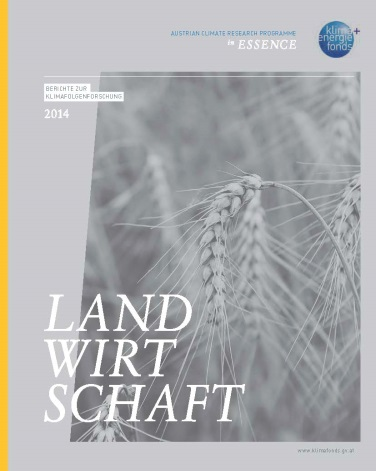 AUSTRIAN CLIMATE RESEARCH PROGRAMME
in ESSENCE
klima+
energie
fonds
BERICHTE ZUR
KLIMAFOLGENFORSCHUNG
2014
LAND
WIRT
SCHAFT
www.klimafonds.gv.at